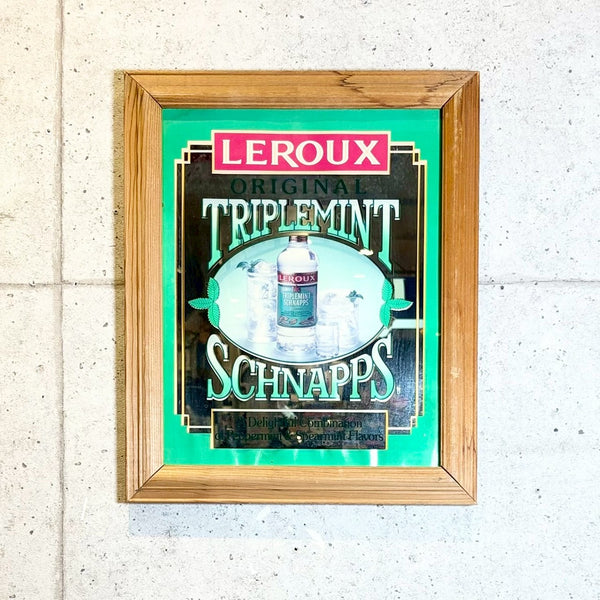 LEROUX
ORIGINAL
TRIPLEMINT
LEROUX
TRIPLEMINT
SCHNAPPS
SCHNAPPS
A Delightful Combination
of Peppermint & Spearmint Flavors